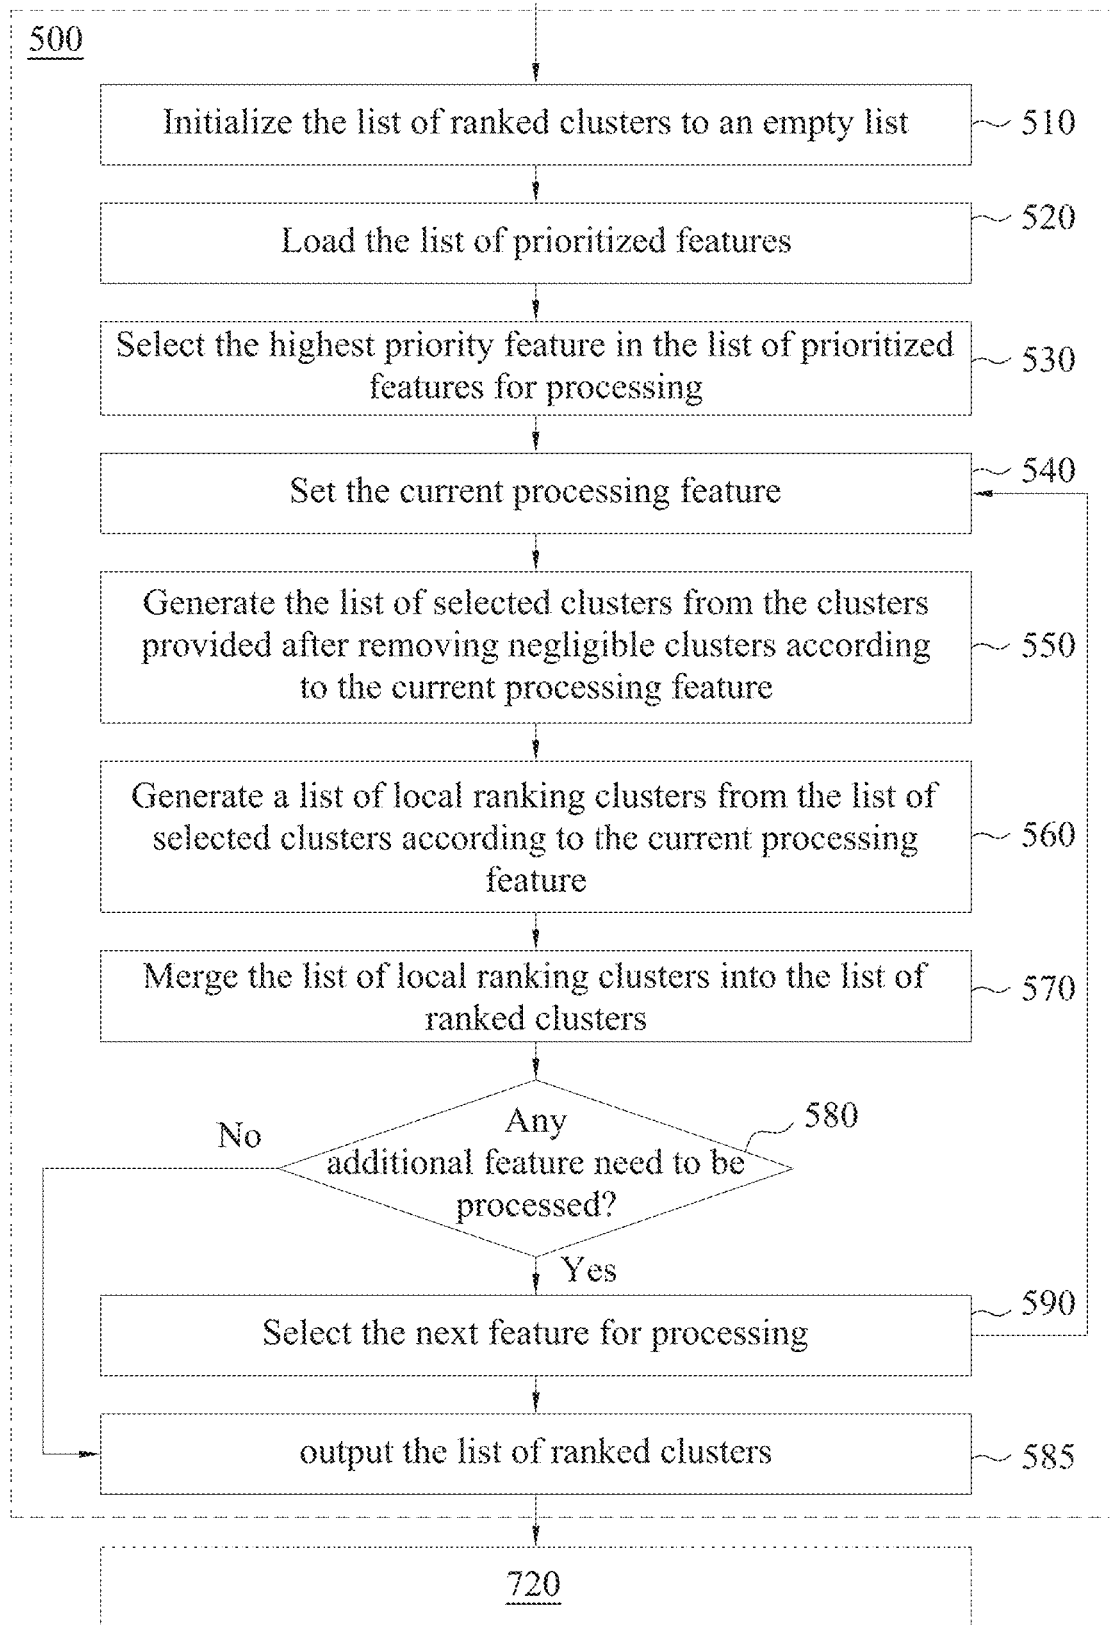 500
Initialize the list of ranked clusters to an empty list
510
Load the list of prioritized features
520
Select the highest priority feature in the list of prioritized
features for processing
530
Set the current processing feature
540
Generate the list of selected clusters from the clusters
provided after removing negligible clusters according
to the current processing feature
550
Generate a list of local ranking clusters from the list of
selected clusters according to the current processing
feature
560
Merge the list of local ranking clusters into the list of
ranked clusters
570
No
Any
additional feature need to be
processed?
580
Yes
Select the next feature for processing
590
output the list of ranked clusters
585
720